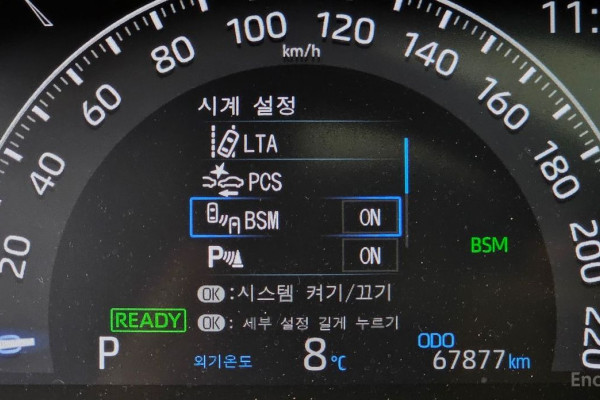 11:
20
40
60
80
100
120
140
160
180
200
220
km/h
시계 설정
LTA
PCS
BSM ON
P ON
BSM
OK :시스템 켜기/끄기
OK : 세부 설정 길게 누르기
READY
P
외기온도 8℃
ODO
67877km